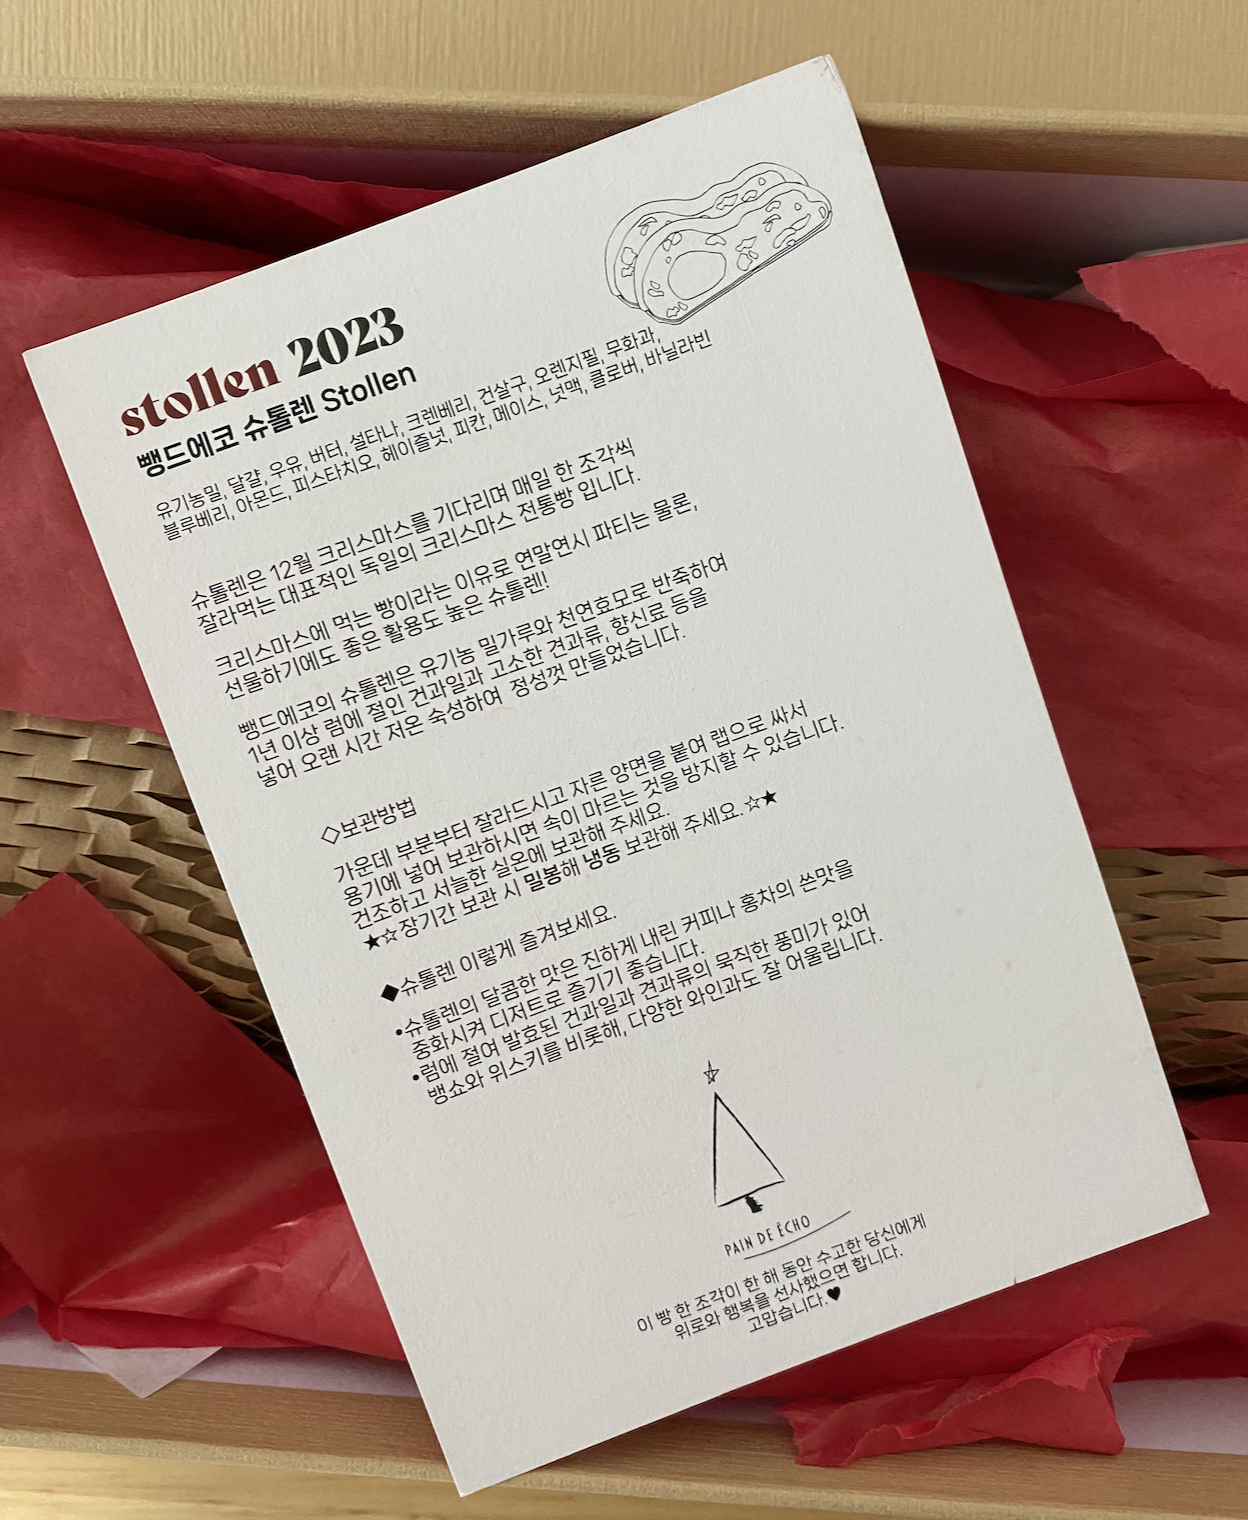 stollen 2023
뺑드에코 슈톨렌 Stollen
유기농밀, 달걀, 우유, 버터, 설타나, 크렌베리, 건살구, 오렌지필, 무화과,
블루베리, 아몬드, 피스타치오, 헤이즐넛, 피칸, 메이스, 넛맥, 클로버, 바닐라빈
슈톨렌은 12월 크리스마스를 기다리며 매일 한 조각씩
잘라먹는 대표적인 독일의 크리스마스 전통빵 입니다.
크리스마스에 먹는 빵이라는 이유로 연말연시 파티는 물론,
선물하기에도 좋은 활용도 높은 슈톨렌!
뺑드에코의 슈톨렌은 유기농 밀가루와 천연효모로 반죽하여
1년 이상 럼에 절인 건과일과 고소한 견과류, 향신료 등을
넣어 오랜 시간 저온 숙성하여 정성껏 만들었습니다.
◇보관방법
가운데 부분부터 잘라드시고 자른 양면을 붙여 랩으로 싸서
용기에 넣어 보관하시면 속이 마르는 것을 방지할 수 있습니다.
건조하고 서늘한 실온에 보관해 주세요.
★☆장기간 보관 시 밀봉해 냉동 보관해 주세요.☆★
◆슈톨렌 이렇게 즐겨보세요.
•슈톨렌의 달콤한 맛은 진하게 내린 커피나 홍차의 쓴맛을
중화시켜 디저트로 즐기기 좋습니다.
•럼에 절여 발효된 건과일과 견과류의 묵직한 풍미가 있어
뱅쇼와 위스키를 비롯해, 다양한 와인과도 잘 어울립니다.
PAIN DE ÉCHO
이 빵 한 조각이 한 해 동안 수고한 당신에게
위로와 행복을 선사했으면 합니다.
고맙습니다.♥